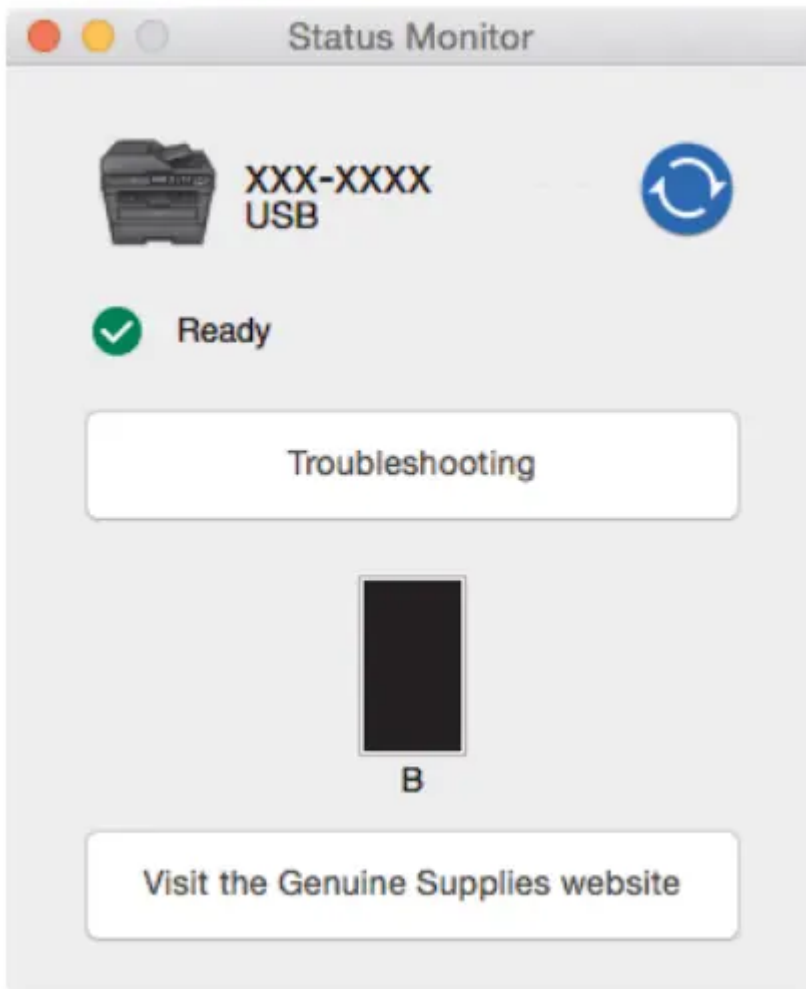 Status Monitor
XXX-XXXX
USB
Ready
Troubleshooting
B
Visit the Genuine Supplies website